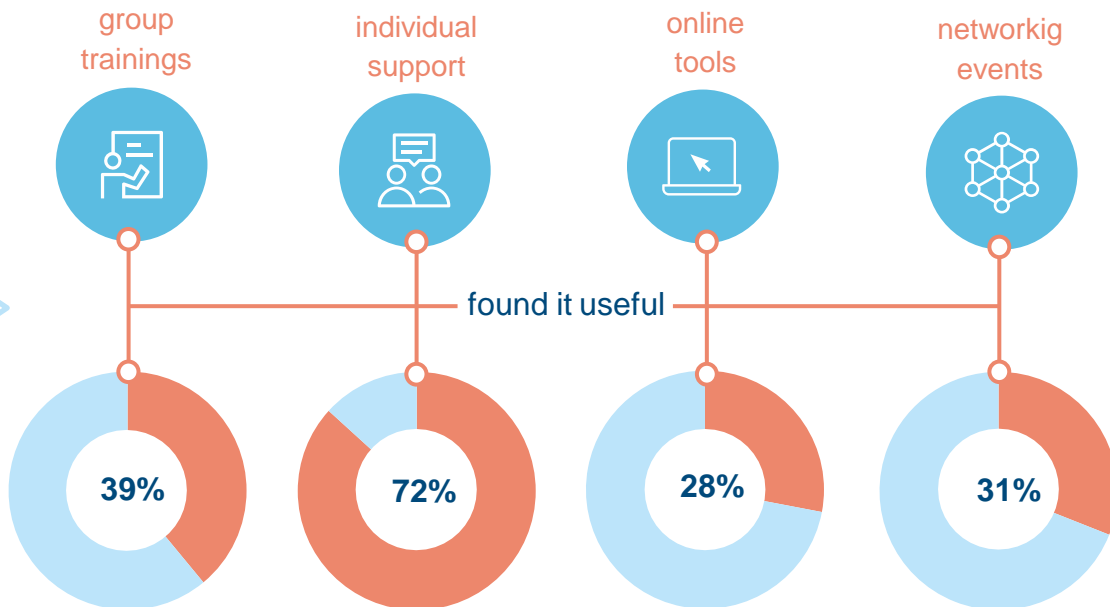 group
trainings
individual
support
online
tools
networkig
events
found it useful
39%
72%
28%
31%